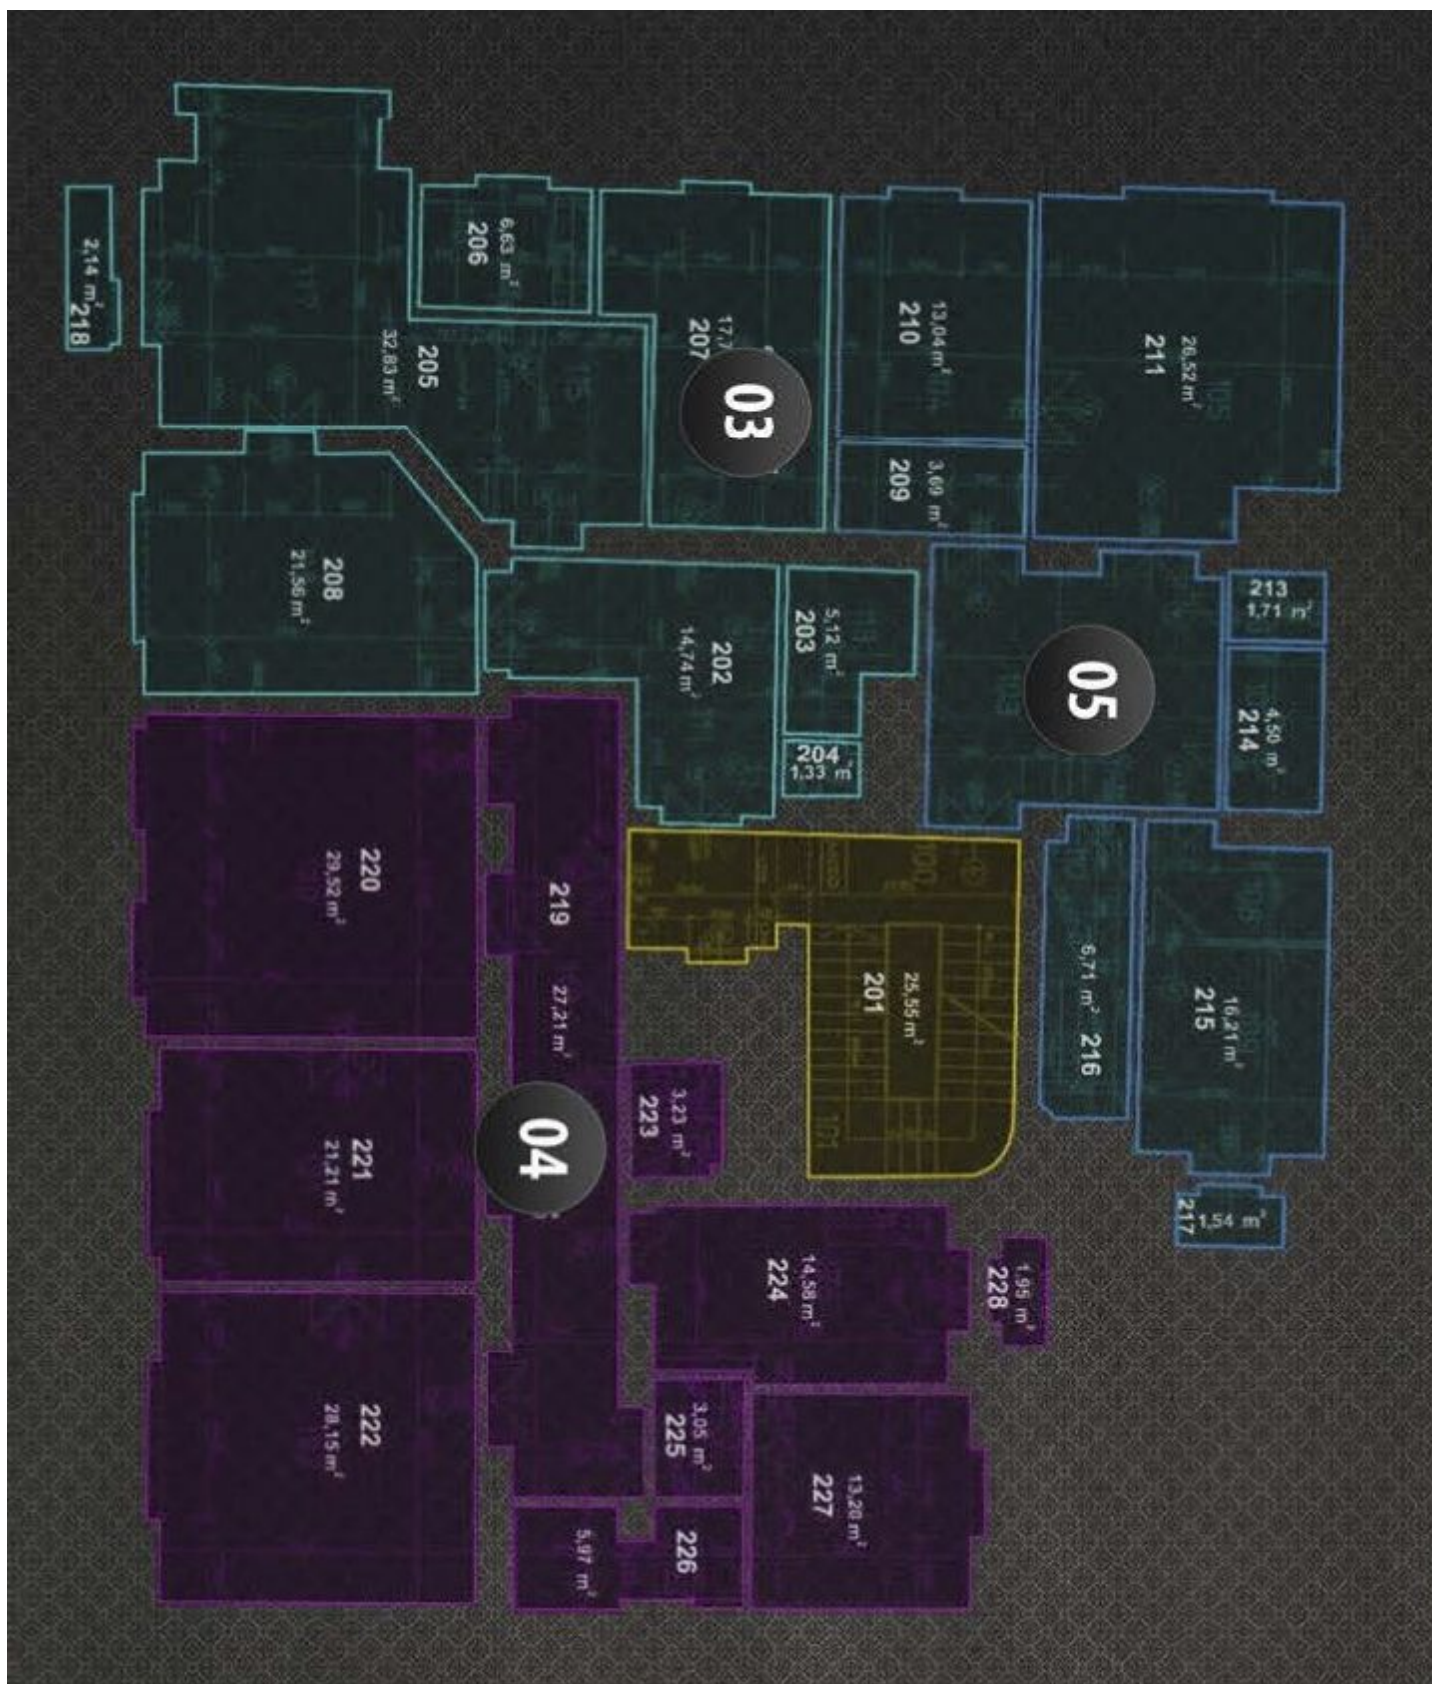 206
6,63 m²
2,14 m²
218
205
32,83 m²
207
17,7
03
210
13,04 m²
211
26,52 m²
209
3,69 m²
208
21,56 m²
202
14,74 m²
203
5,12 m²
204
1,33 m²
05
213
1,71 m²
214
4,50 m²
220
29,52 m²
219
27,21 m²
201
25,55 m²
6,71 m²
216
215
16,21 m²
217
1,54 m²
221
21,21 m²
04
223
3,23 m²
224
14,58 m²
228
1,95 m²
222
28,15 m²
225
3,05 m²
227
13,20 m²
226
5,97 m²